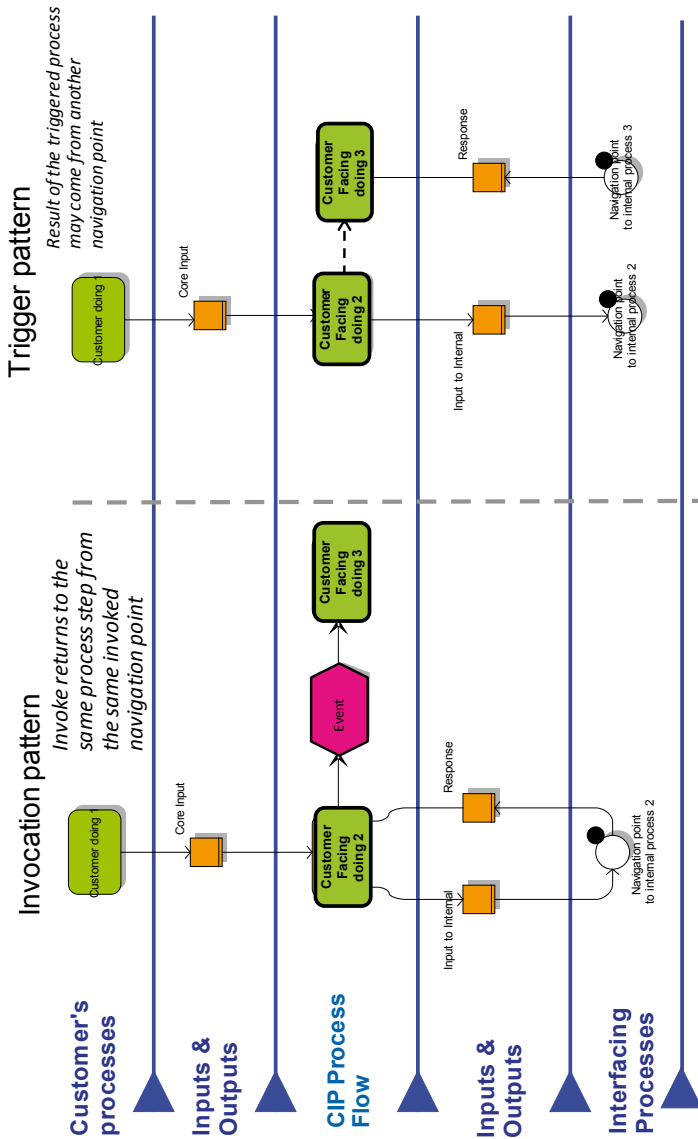 Invocation pattern
Trigger pattern
Invoke returns to the
same process step from
the same invoked
navigation point
Result of the triggered process
may come from another
navigation point
Customer's
processes
Customer doing 1
Customer doing 1
Inputs &
Outputs
Core Input
Core Input
CIP Process
Flow
Customer
Facing
doing 2
Event
Customer
Facing
doing 3
Customer
Facing
doing 2
Customer
Facing
doing 3
Inputs &
Outputs
Input to Internal
Response
Input to Internal
Response
Interfacing
Processes
Navigation point
to internal process 2
Navigation point
to internal process 2
Navigation point
to internal process 3